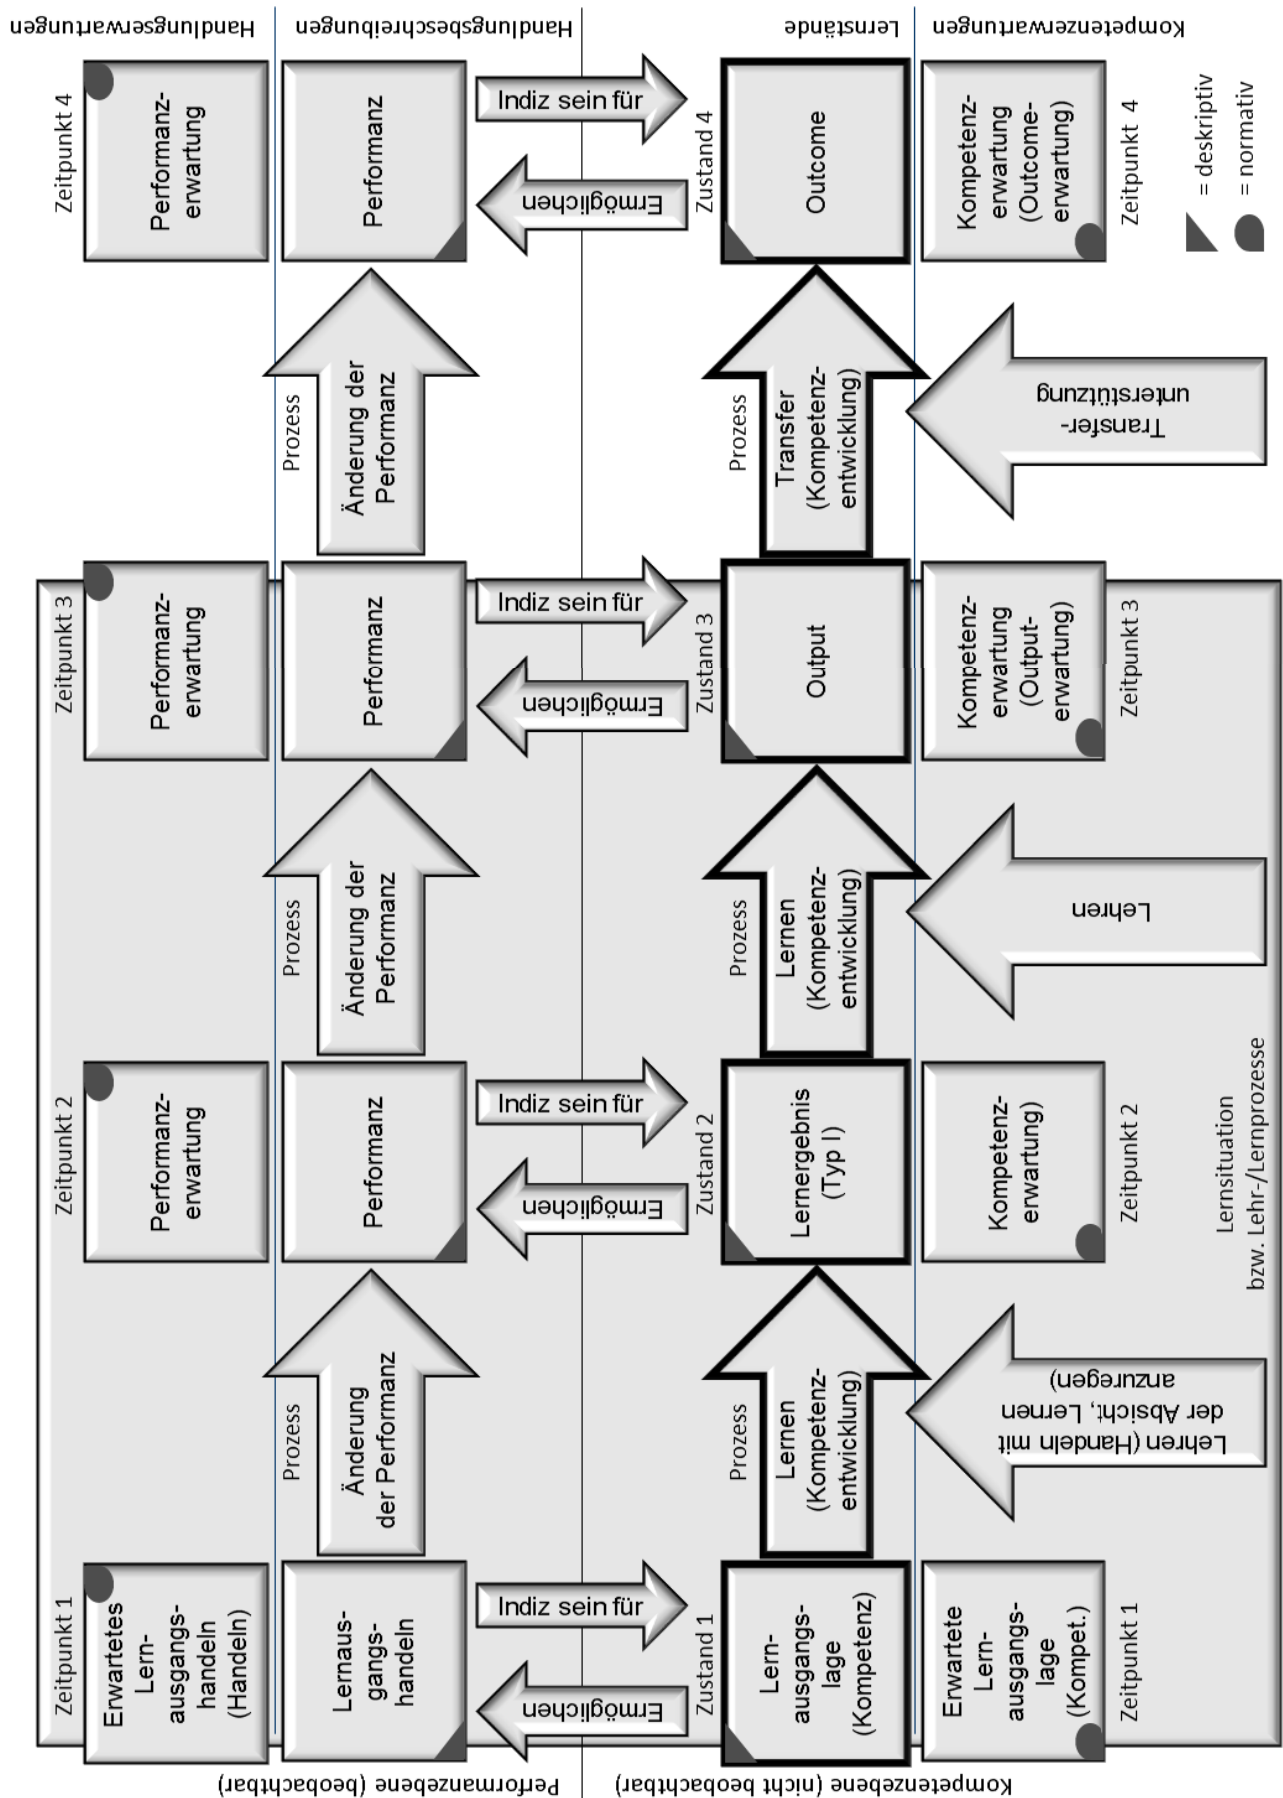 Zeitpunkt 1
Zeitpunkt 2
Zeitpunkt 3
Zeitpunkt 4
Erwartetes
Lern-
ausgangs-
handeln
(Handeln)
Performanz-
erwartung
Performanz-
erwartung
Performanz-
erwartung
Handlungserwartungen
Performanzebene (beobachtbar)
Lernaus-
gangs-
handeln
Prozess
Änderung
der Performanz
Performanz
Prozess
Änderung der
Performanz
Performanz
Prozess
Änderung der
Performanz
Performanz
Handlungsbeschreibungen
Ermöglichen
Indiz sein für
Ermöglichen
Indiz sein für
Ermöglichen
Indiz sein für
Ermöglichen
Indiz sein für
Kompetenzebene (nicht beobachtbar)
Zustand 1
Lern-
ausgangs-
lage
(Kompetenz)
Prozess
Lernen
(Kompetenz-
entwicklung)
Zustand 2
Lernergebnis
(Typ I)
Prozess
Lernen
(Kompetenz-
entwicklung)
Zustand 3
Output
Prozess
Transfer
(Kompetenz-
entwicklung)
Zustand 4
Outcome
Lernstände
Erwartete
Lern-
ausgangs-
lage
(Kompet.)
Kompetenz-
erwartung)
Kompetenz-
erwartung
(Output-
erwartung)
Kompetenz-
erwartung
(Outcome-
erwartung)
Kompetenzerwartungen
Zeitpunkt 1
Zeitpunkt 2
Zeitpunkt 3
Zeitpunkt 4
Lehren (Handeln mit
der Absicht, Lernen
anzuregen)
Lehren
Transfer-
unterstützung
Lernsituation
bzw. Lehr-/Lernprozesse
= deskriptiv
= normativ